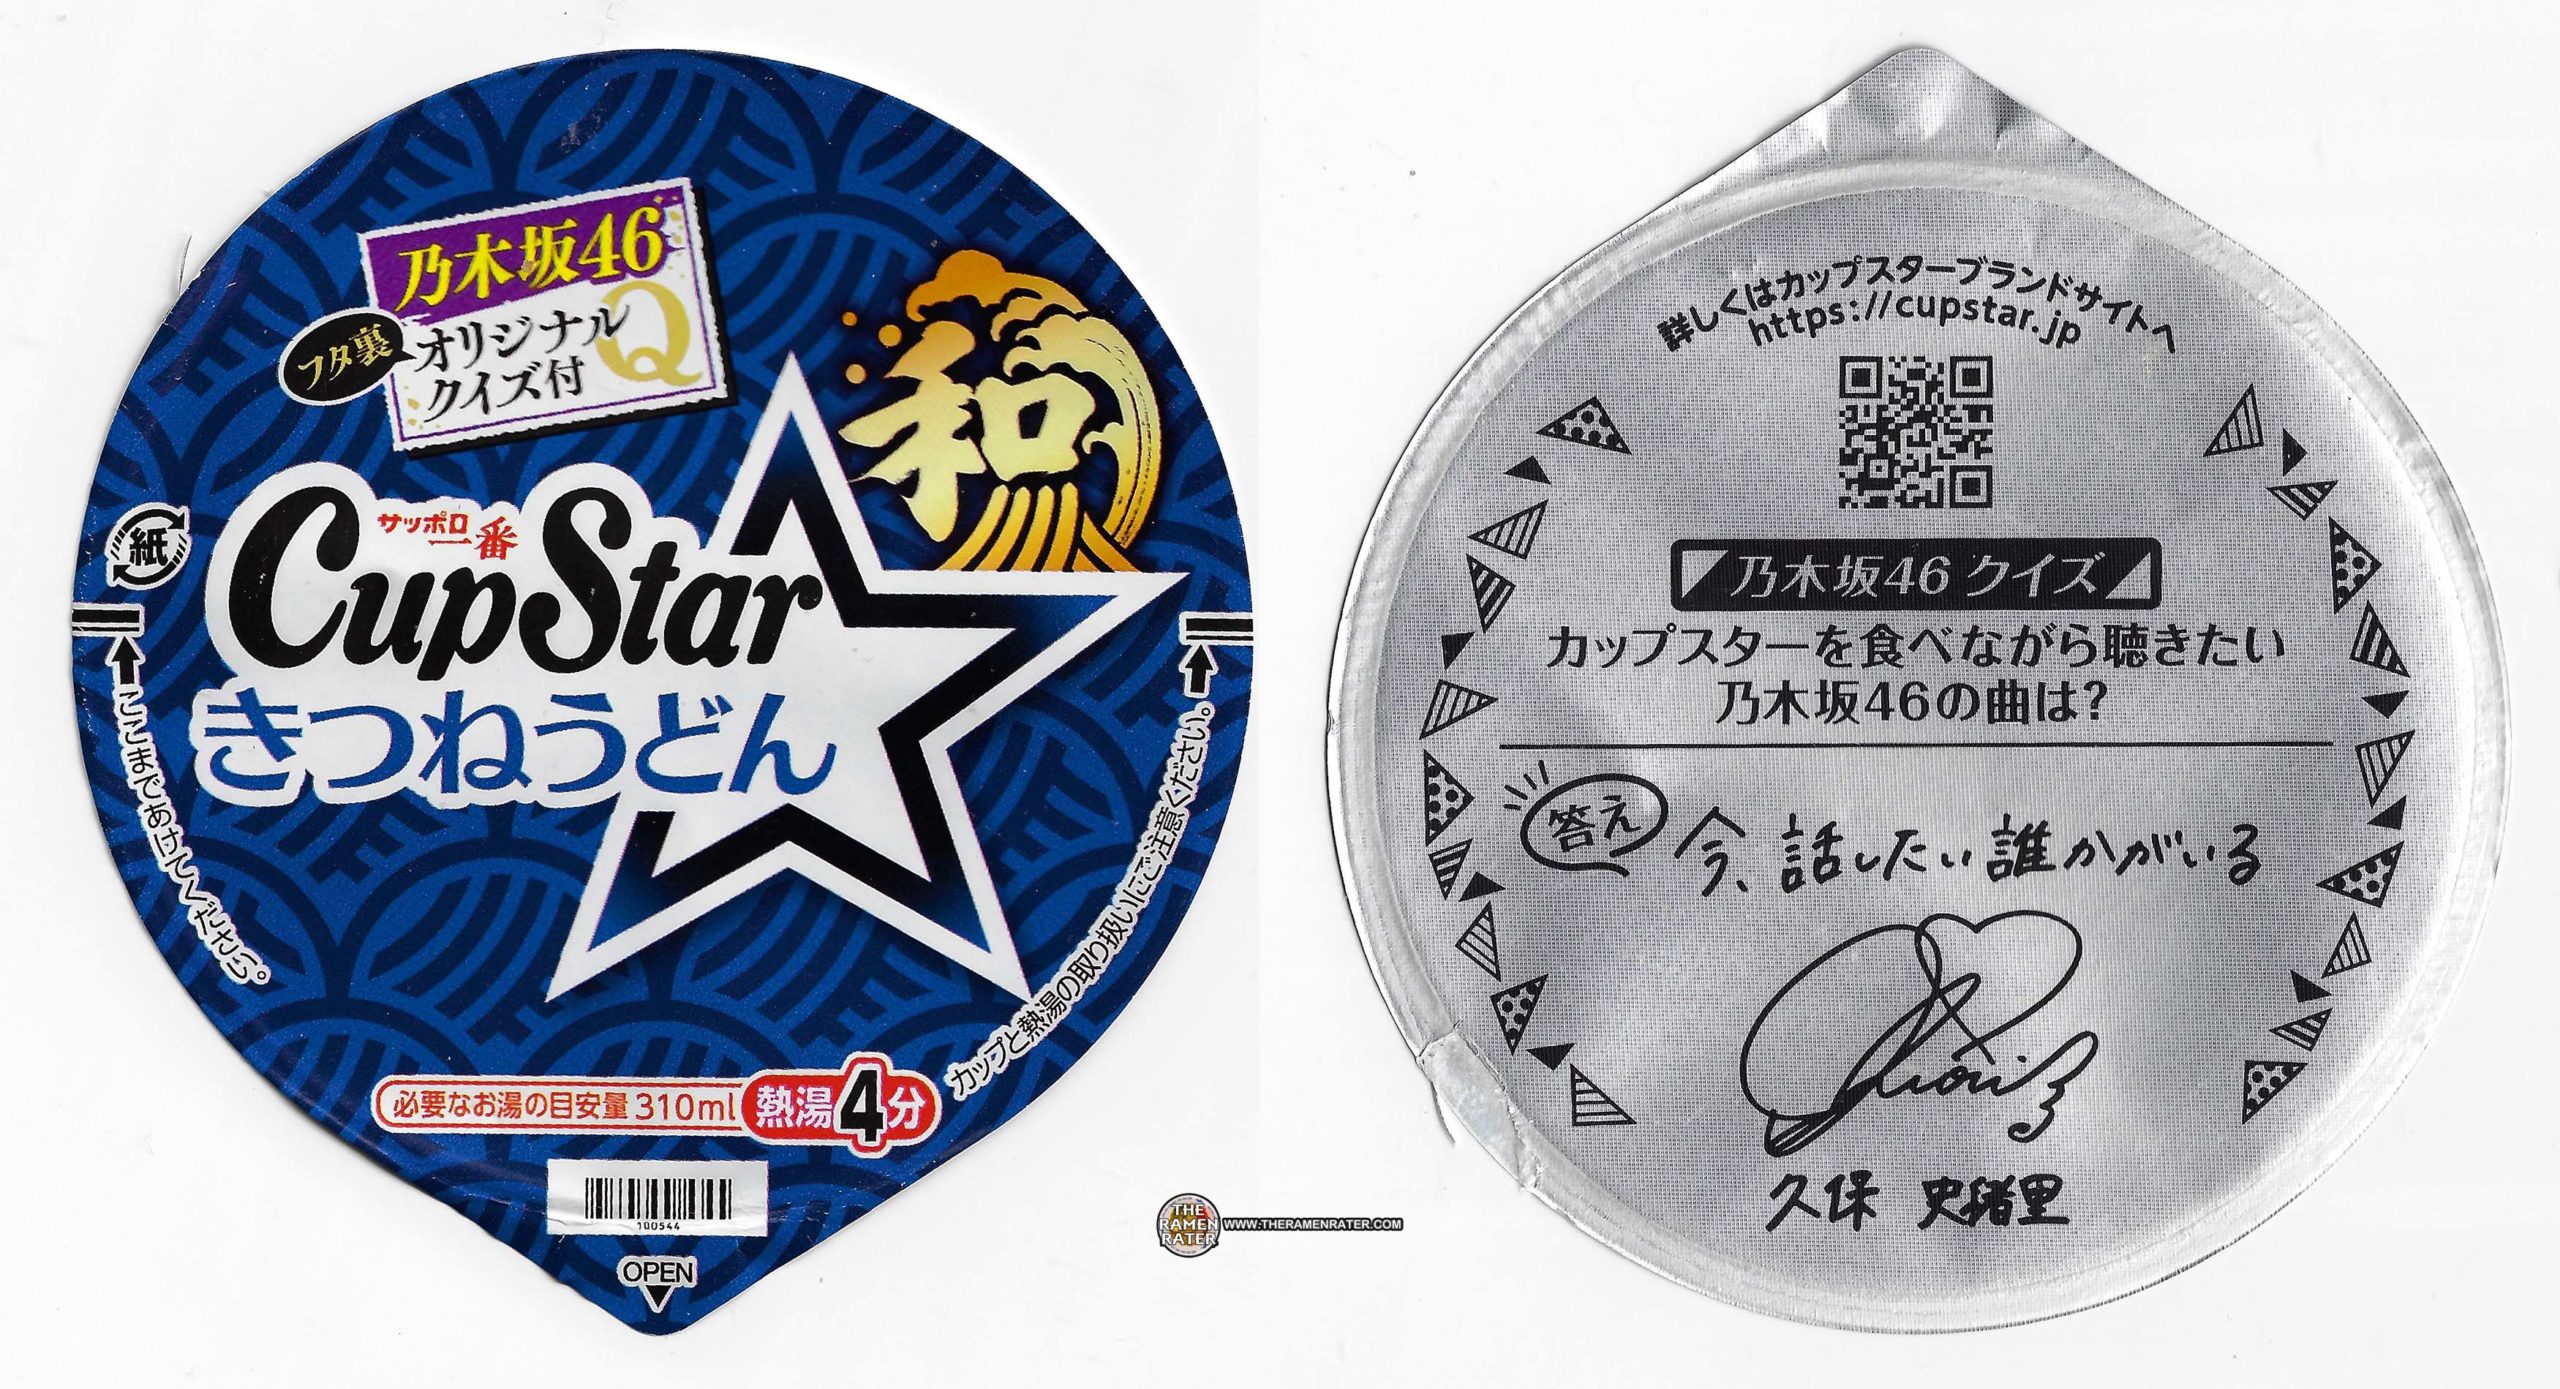 乃木坂46
フタ裏
オリジナル
クイズ付
Q
和
サッポロ
一番
CupStar
きつねうどん
紙
ここまであけてください。
カップと熱湯の取り扱いにご注意ください。
必要なお湯の目安量310ml 熱湯4分
100544
OPEN
THE
RAMEN
RATER
WWW.THERAMENRATER.COM
詳しくはカップスターブランドサイトへ
https://cupstar.jp
乃木坂46 クイズ
カップスターを食べながら聴きたい
乃木坂46の曲は?
答え 今、話したい誰かがいる
久保 史緒里